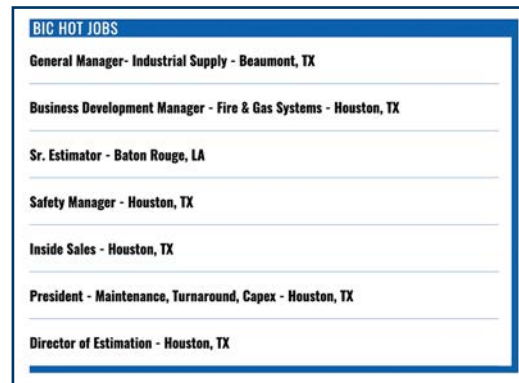 BIC HOT JOBS
General Manager- Industrial Supply - Beaumont, TX
Business Development Manager - Fire & Gas Systems - Houston, TX
Sr. Estimator - Baton Rouge, LA
Safety Manager - Houston, TX
Inside Sales - Houston, TX
President - Maintenance, Turnaround, Capex - Houston, TX
Director of Estimation - Houston, TX